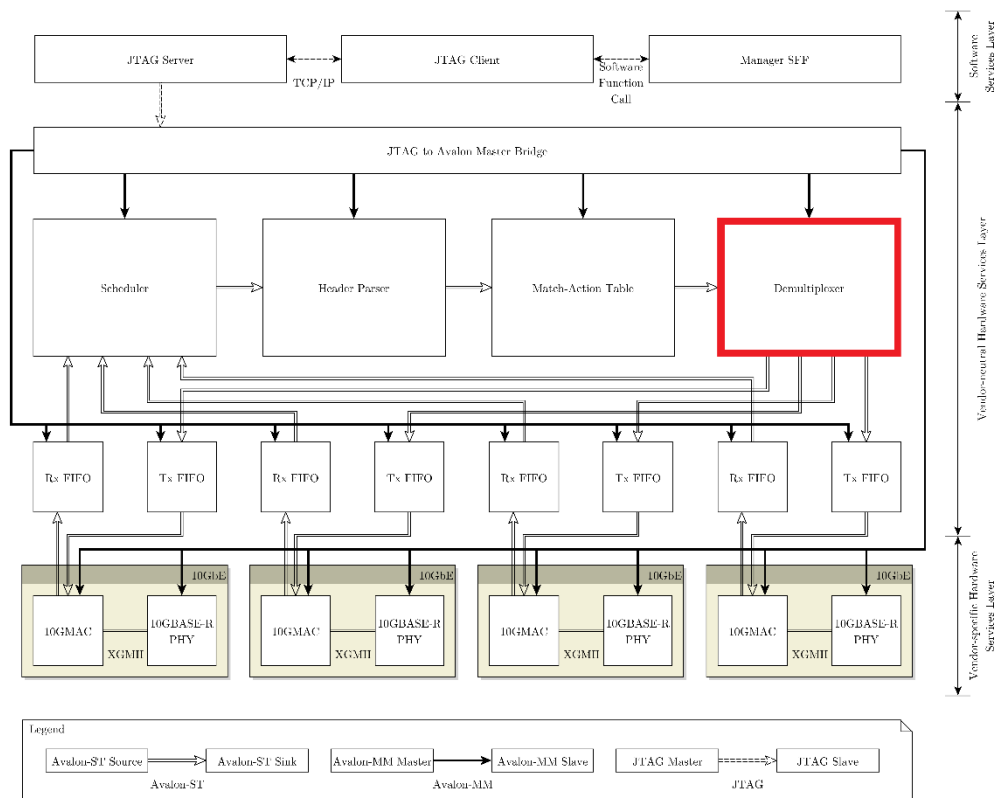 JTAG Server
JTAG Client
Manager SFF
TCP/IP
Software
Function
Call
Software
Services Layer
JTAG to Avalon Master Bridge
Scheduler
Header Parser
Match-Action Table
Demultiplexer
Vendor-neutral Hardware Services Layer
Rx FIFO
Tx FIFO
Rx FIFO
Tx FIFO
Rx FIFO
Tx FIFO
Rx FIFO
Tx FIFO
10GbE
10GbE
10GbE
10GbE
10GMAC
10GBASE-R
PHY
XGMII
10GMAC
10GBASE-R
PHY
XGMII
10GMAC
10GBASE-R
PHY
XGMII
10GMAC
10GBASE-R
PHY
XGMII
Vendor-specific Hardware
Services Layer
Legend
Avalon-ST Source
Avalon-ST Sink
Avalon-ST
Avalon-MM Master
Avalon-MM Slave
Avalon-MM
JTAG Master
JTAG Slave
JTAG